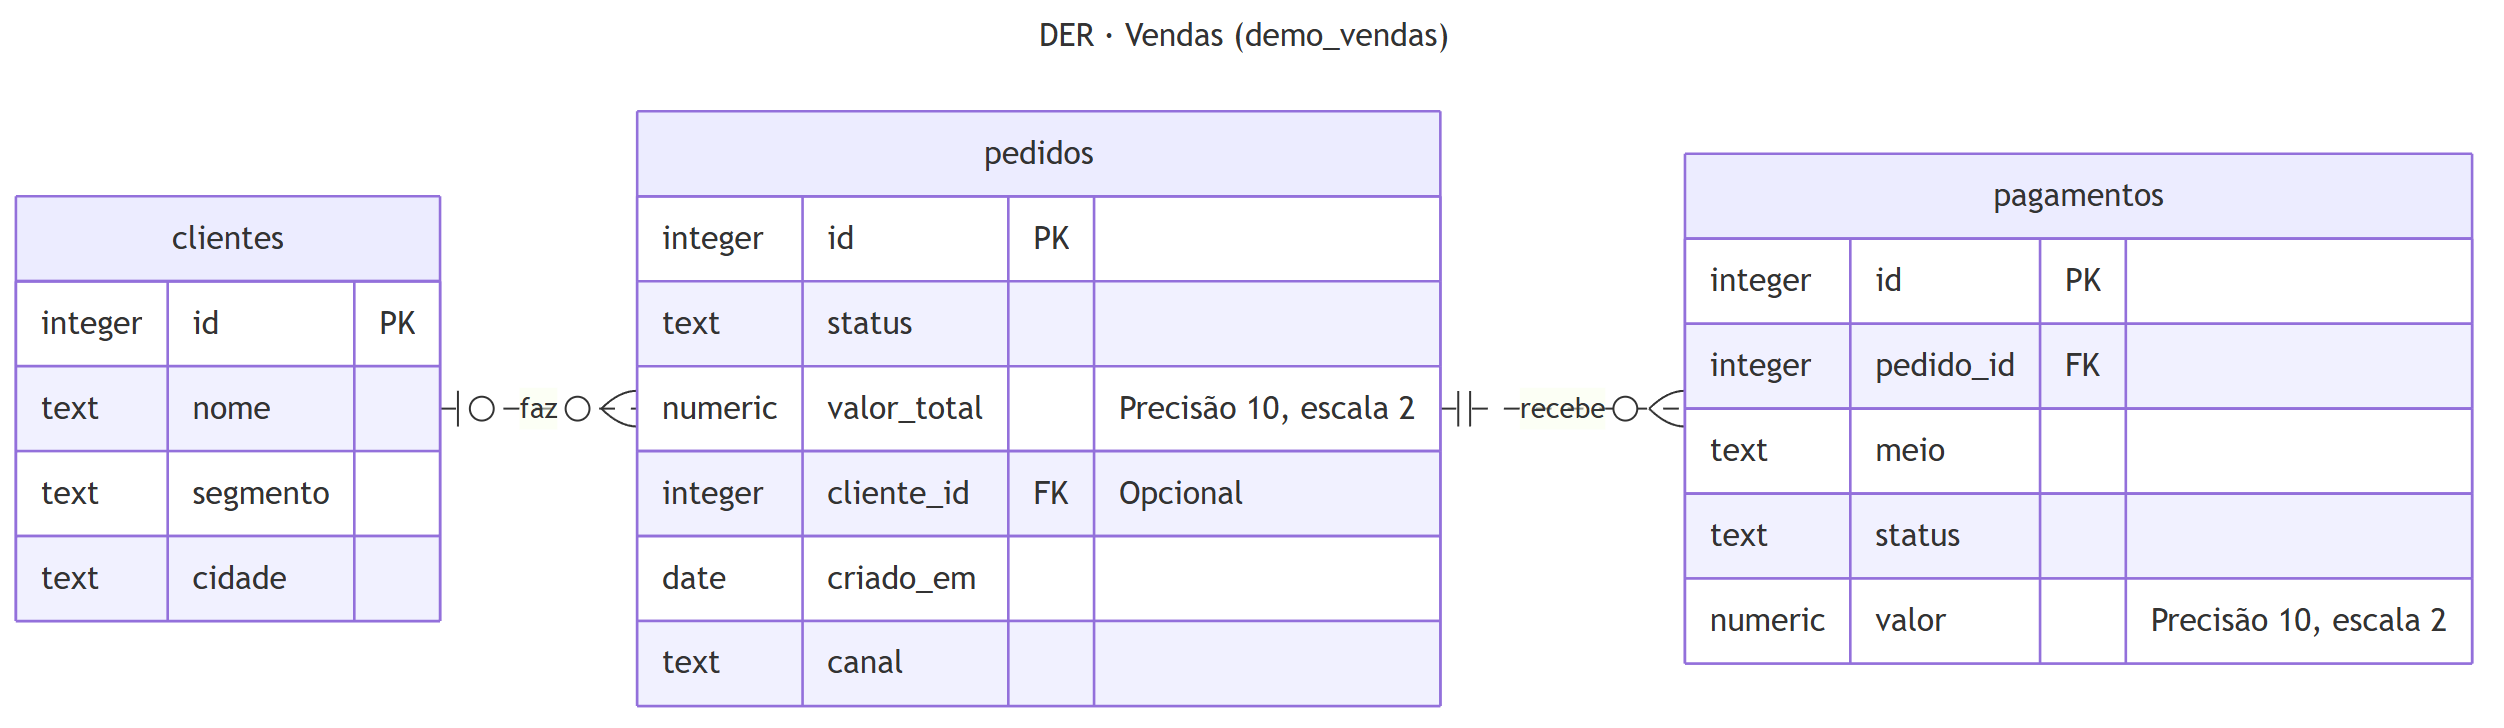 DER · Vendas (demo_vendas)
clientes
integer id PK
text nome
text segmento
text cidade
faz
pedidos
integer id PK
text status
numeric valor_total Precisão 10, escala 2
integer cliente_id FK Opcional
date criado_em
text canal
recebe
pagamentos
integer id PK
integer pedido_id FK
text meio
text status
numeric valor Precisão 10, escala 2